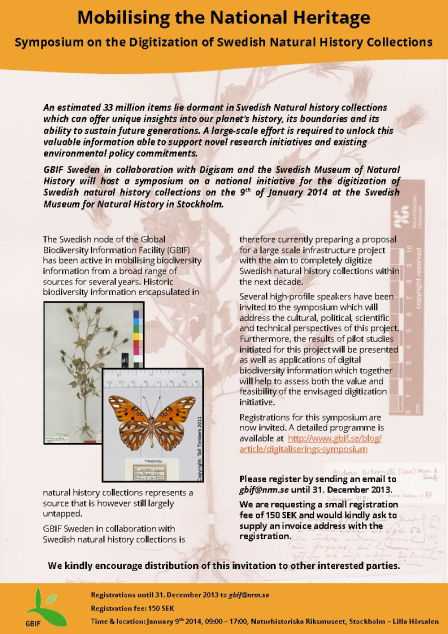 Mobilising the National Heritage
Symposium on the Digitization of Swedish Natural History Collections
An estimated 33 million items lie dormant in Swedish Natural history collections
which can offer unique insights into our planet's history, its boundaries and its
ability to sustain future generations. A large-scale effort is required to unlock this
valuable information able to support novel research initiatives and existing
environmental policy commitments.
GBIF Sweden in collaboration with Digisam and the Swedish Museum of Natural
History will host a symposium on a national initiative for the digitization of
Swedish natural history collections on the 9th of January 2014 at the Swedish
Museum for Natural History in Stockholm.
The Swedish node of the Global
Biodiversity Information Facility (GBIF)
has been active in mobilising biodiversity
information from a broad range of
sources for several years. Historic
biodiversity information encapsulated in
Copyright: Tall Timbers 2011
natural history collections represents a
source that is however still largely
untapped.
GBIF Sweden in collaboration with
Swedish natural history collections is
therefore currently preparing a proposal
for a large scale infrastructure project
with the aim to completely digitize
Swedish natural history collections within
the next decade.
Several high-profile speakers have been
invited to the symposium which will
address the cultural, political, scientific
and technical perspectives of this project.
Furthermore, the results of pilot studies
initiated for this project will be presented
as well as applications of digital
biodiversity information which together
will help to assess both the value and
feasibility of the envisaged digitization
initiative.
Registrations for this symposium are
now invited. A detailed programme is
available at http://www.gbif.se/blog/
article/digitaliserings-symposium
Please register by sending an email to
gbif@nrm.se until 31. December 2013.
We are requesting a small registration
fee of 150 SEK and would kindly ask to
supply an invoice address with the
registration.
copyright reserved
cm
We kindly encourage distribution of this invitation to other interested parties.
GBIF
Registrations until 31. December 2013 to gbif@nrm.se
Registration fee: 150 SEK
Time & location: January 9th 2014, 09:00 – 17:00, Naturhistoriska Riksmuseet, Stockholm – Lilla Hörsalen